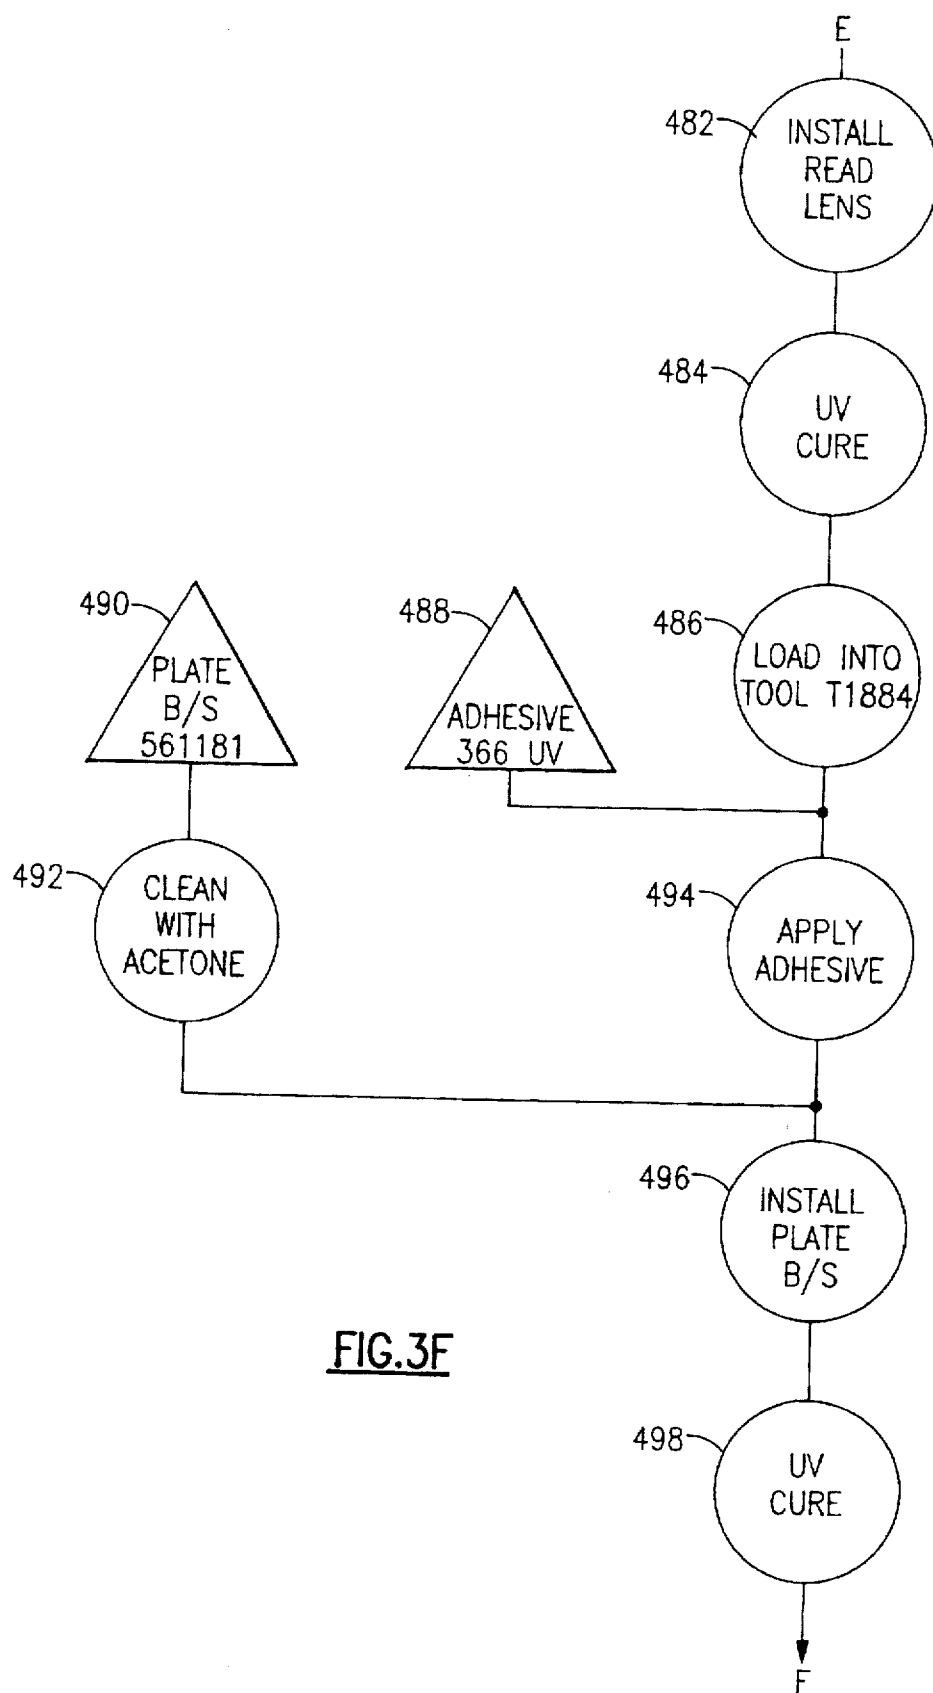 E
482
INSTALL
READ
LENS
484
UV
CURE
490
PLATE
B/S
561181
488
ADHESIVE
366 UV
486
LOAD INTO
TOOL T1884
492
CLEAN
WITH
ACETONE
494
APPLY
ADHESIVE
496
INSTALL
PLATE
B/S
FIG.3F
498
UV
CURE
F